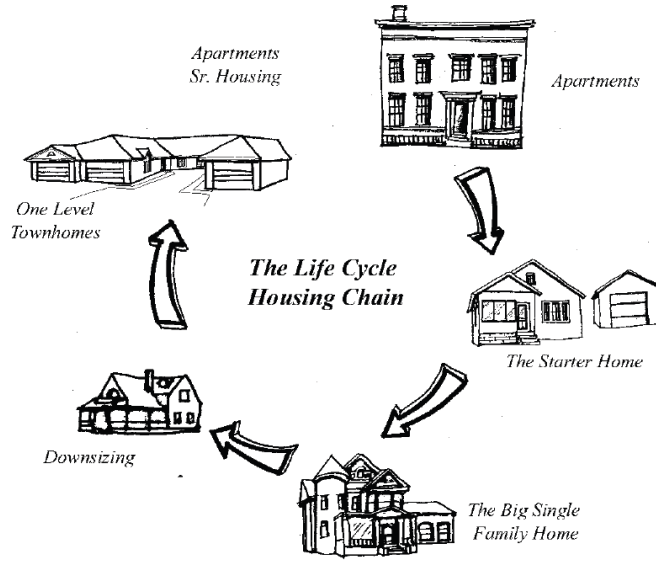 Apartments
Sr. Housing
Apartments
One Level
Townhomes
The Life Cycle
Housing Chain
The Starter Home
Downsizing
The Big Single
Family Home